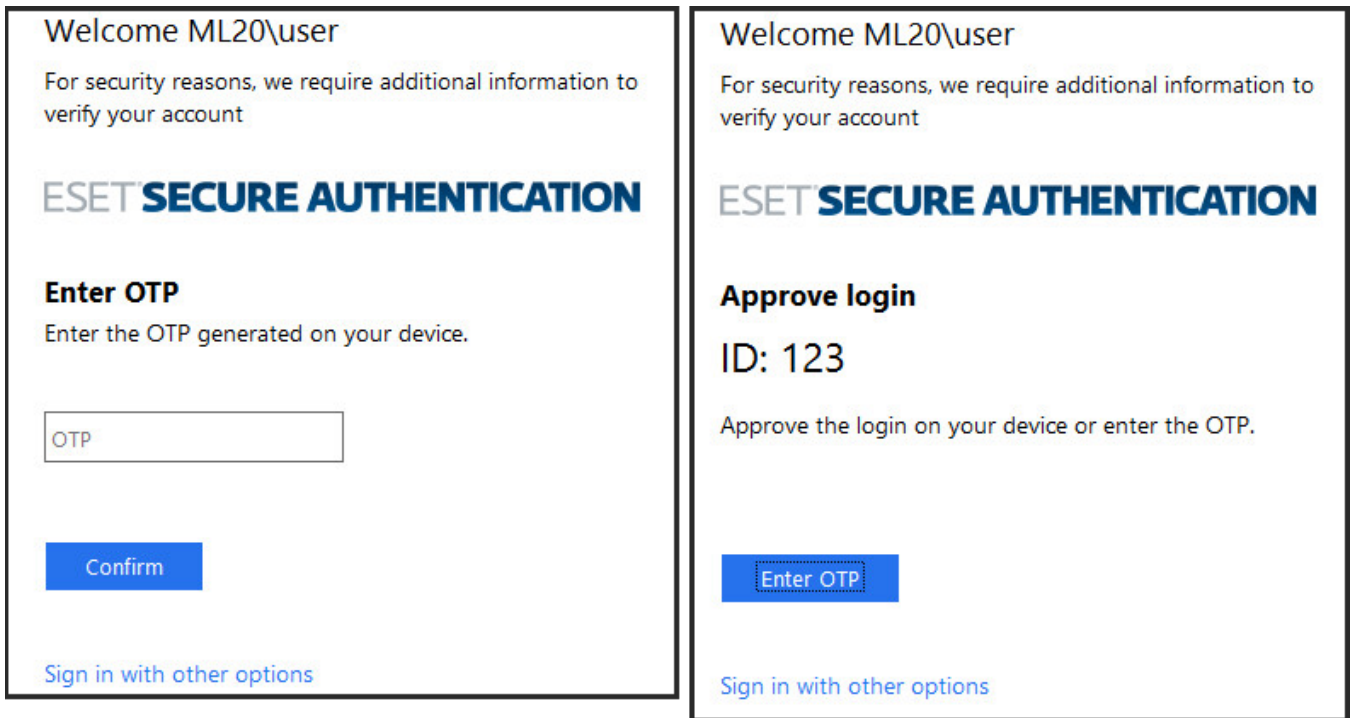 Welcome ML20\user
For security reasons, we require additional information to
verify your account
ESET SECURE AUTHENTICATION
Enter OTP
Enter the OTP generated on your device.
OTP
Confirm
Sign in with other options
Welcome ML20\user
For security reasons, we require additional information to
verify your account
ESET SECURE AUTHENTICATION
Approve login
ID: 123
Approve the login on your device or enter the OTP.
Enter OTP
Sign in with other options